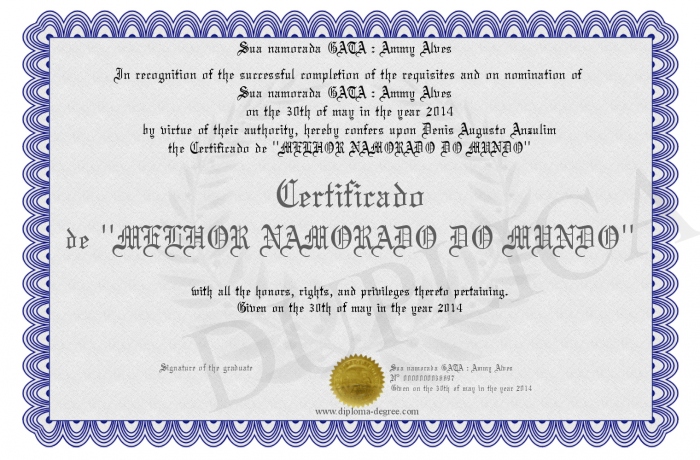 Sua namorada GATA : Ammy Alves
In recognition of the successful completion of the requisites and on nomination of
Sua namorada GATA : Ammy Alves
on the 30th of may in the year 2014
by virtue of their authority, hereby confers upon Denis Augusto Anzulim
the Certificado de "MELHOR NAMORADO DO MUNDO"
Certificado
de "MELHOR NAMORADO DO MUNDO"
DUPLICA
with all the honors, rights, and privileges thereto pertaining.
Given on the 30th of may in the year 2014
Signature of the graduate
Sua namorada GATA : Ammy Alves
Given on the 30th of may in the year 2014
www.diploma-degree.com